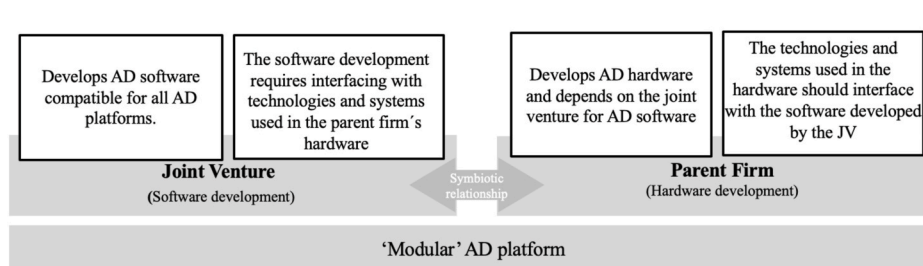 Develops AD software
compatible for all AD
platforms.
The software development
requires interfacing with
technologies and systems
used in the parent firm´s
hardware
Joint Venture
(Software development)
Symbiotic
relationship
Develops AD hardware
and depends on the joint
venture for AD software
The technologies and
systems used in the
hardware should interface
with the software developed
by the JV
Parent Firm
(Hardware development)
‘Modular’ AD platform